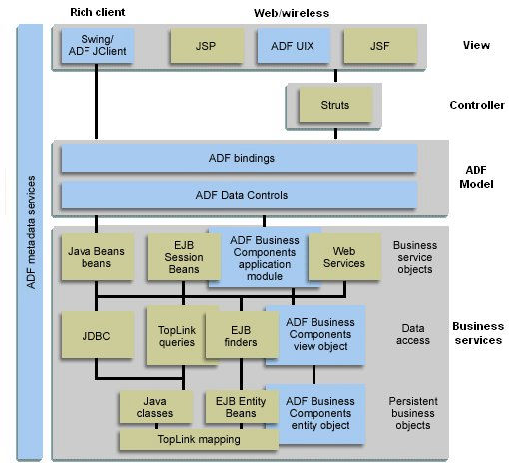 Rich client
Web/wireless
Swing/
ADF JClient
JSP
ADF UIX
JSF
View
Struts
Controller
ADF bindings
ADF Data Controls
ADF
Model
ADF metadata services
Java Beans
beans
EJB
Session
Beans
ADF Business
Components
application
module
Web
Services
Business
service
objects
JDBC
TopLink
queries
EJB
finders
ADF Business
Components
view object
Data
access
Business
services
Java
classes
EJB Entity
Beans
ADF Business
Components
entity object
Persistent
business
objects
TopLink mapping